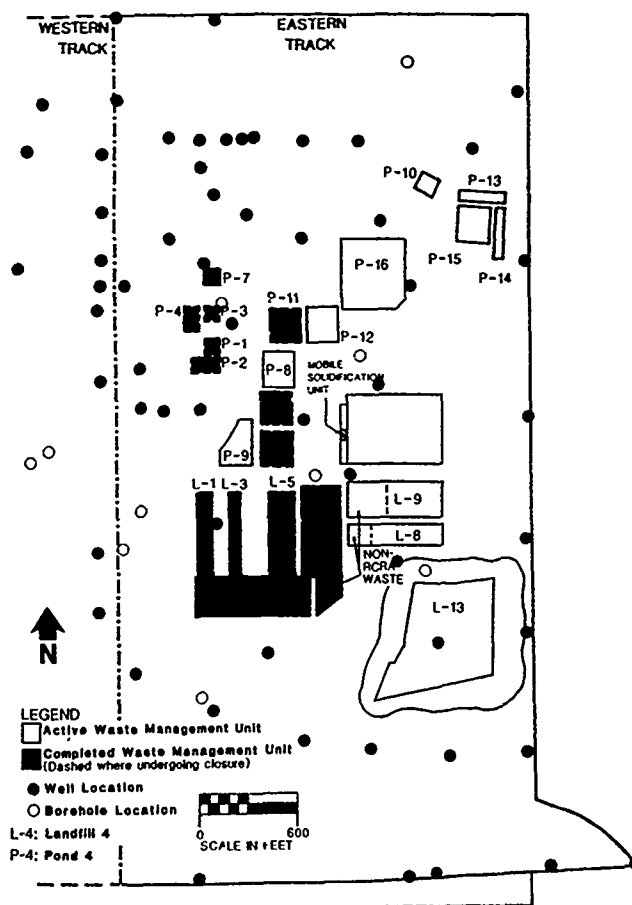 WESTERN
TRACK
EASTERN
TRACK
P-10
P-13
P-15
P-14
P-16
P-7
P-4
P-3
P-11
P-12
P-1
P-2
P-8
MOBILE
SOLIDIFICATION
UNIT
P-9
L-1
L-3
L-5
L-9
L-8
NON-
RCRA
WASTE
L-13
N
LEGEND
Active Waste Management Unit
Completed Waste Management Unit
(Dashed where undergoing closure)
Well Location
Borehole Location
L-4: Landfill 4
P-4: Pond 4
0 600
SCALE IN FEET